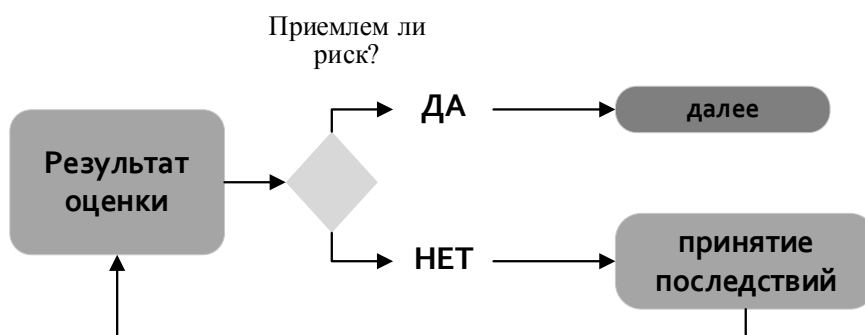 Приемлем ли
риск?
ДА
далее
Результат
оценки
НЕТ
принятие
последствий